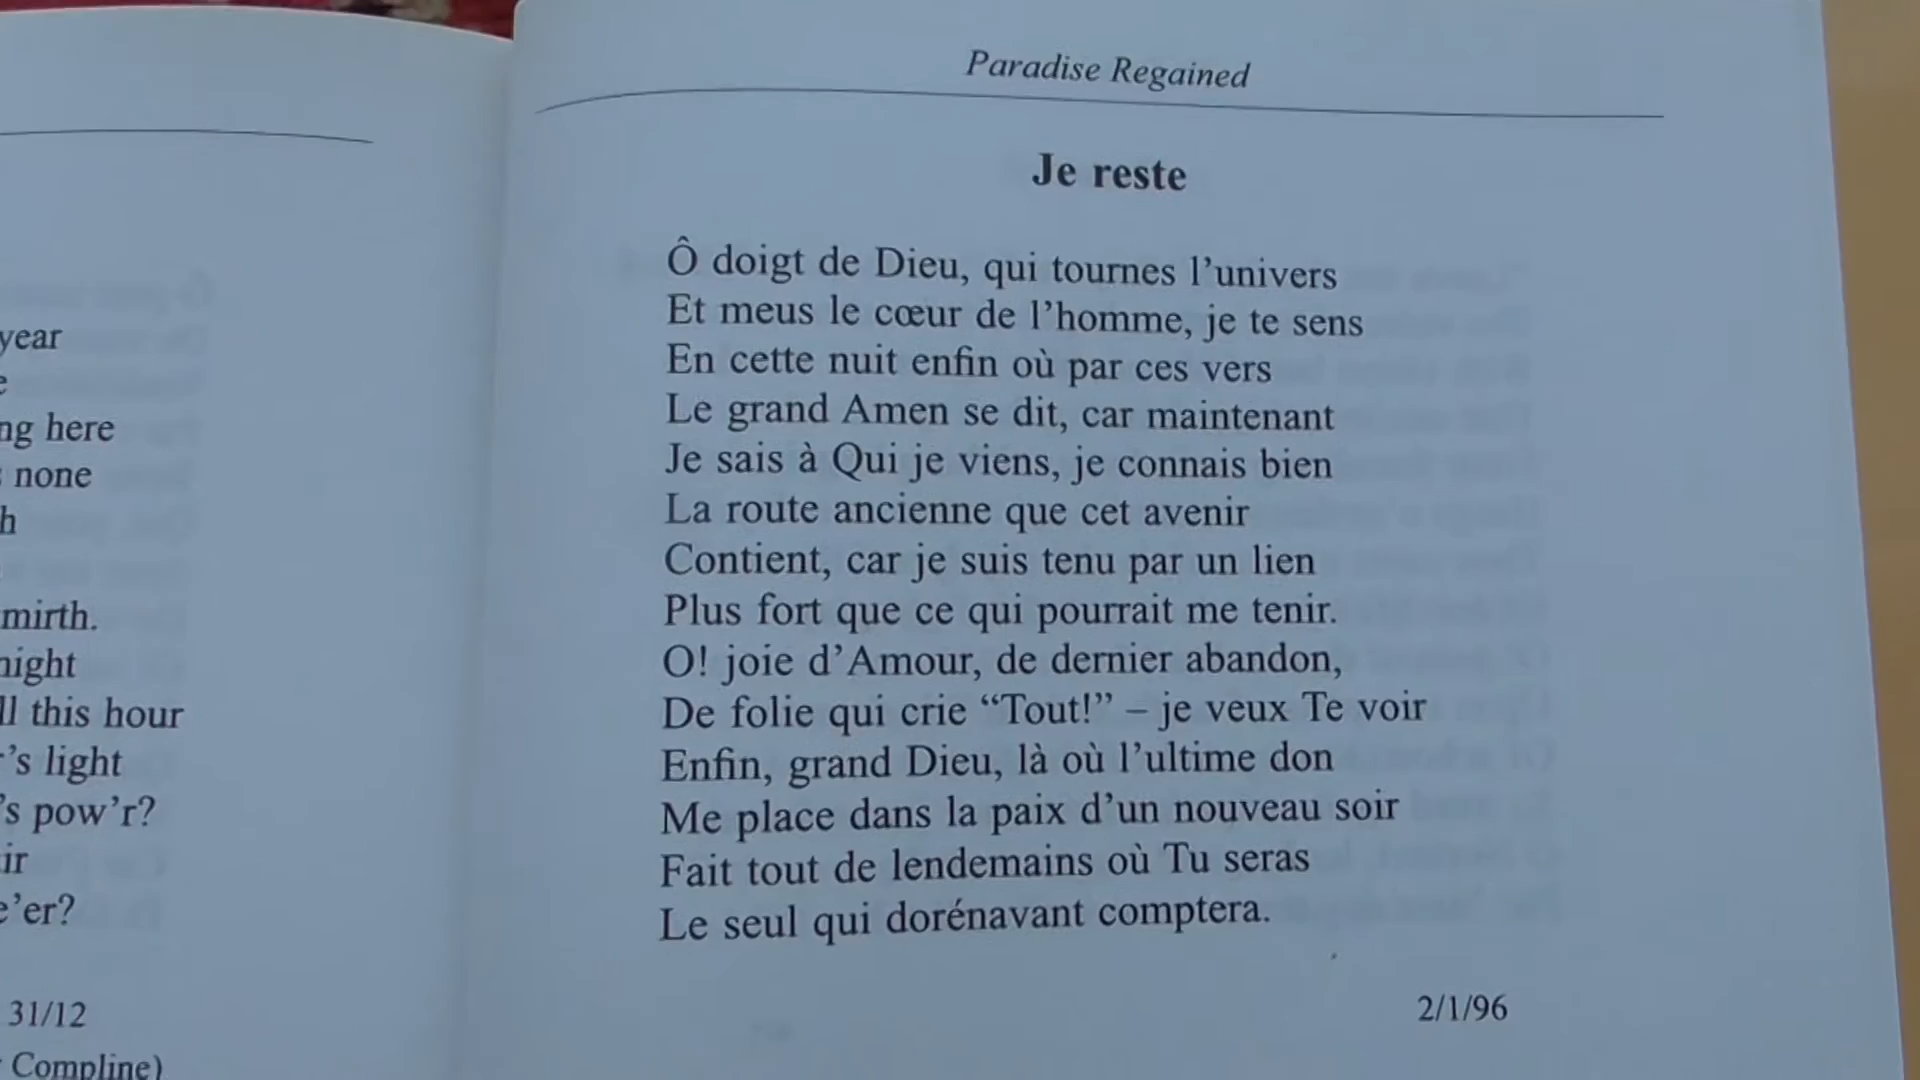 year
ng here
none
h
mirth.
night
ll this hour
's light
's pow'r?
ir
e'er?
31/12
Compline)
Paradise Regained
Je reste
Ô doigt de Dieu, qui tournes l'univers
Et meus le cœur de l'homme, je te sens
En cette nuit enfin où par ces vers
Le grand Amen se dit, car maintenant
Je sais à Qui je viens, je connais bien
La route ancienne que cet avenir
Contient, car je suis tenu par un lien
Plus fort que ce qui pourrait me tenir.
O! joie d'Amour, de dernier abandon,
De folie qui crie “Tout!” – je veux Te voir
Enfin, grand Dieu, là où l'ultime don
Me place dans la paix d'un nouveau soir
Fait tout de lendemains où Tu seras
Le seul qui dorénavant comptera.
2/1/96